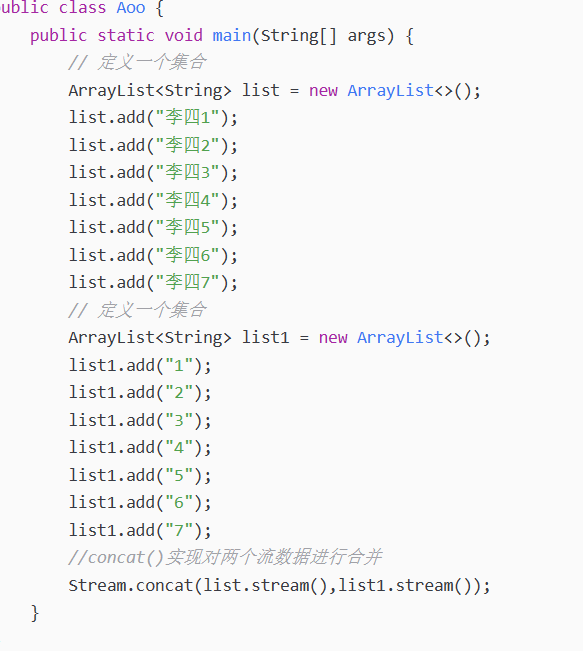 ublic class Aoo {
public static void main(String[] args) {
// 定义一个集合
ArrayList<String> list = new ArrayList<>();
list.add("李四1");
list.add("李四2");
list.add("李四3");
list.add("李四4");
list.add("李四5");
list.add("李四6");
list.add("李四7");
// 定义一个集合
ArrayList<String> list1 = new ArrayList<>();
list1.add("1");
list1.add("2");
list1.add("3");
list1.add("4");
list1.add("5");
list1.add("6");
list1.add("7");
//concat()实现对两个流数据进行合并
Stream.concat(list.stream(),list1.stream());
}